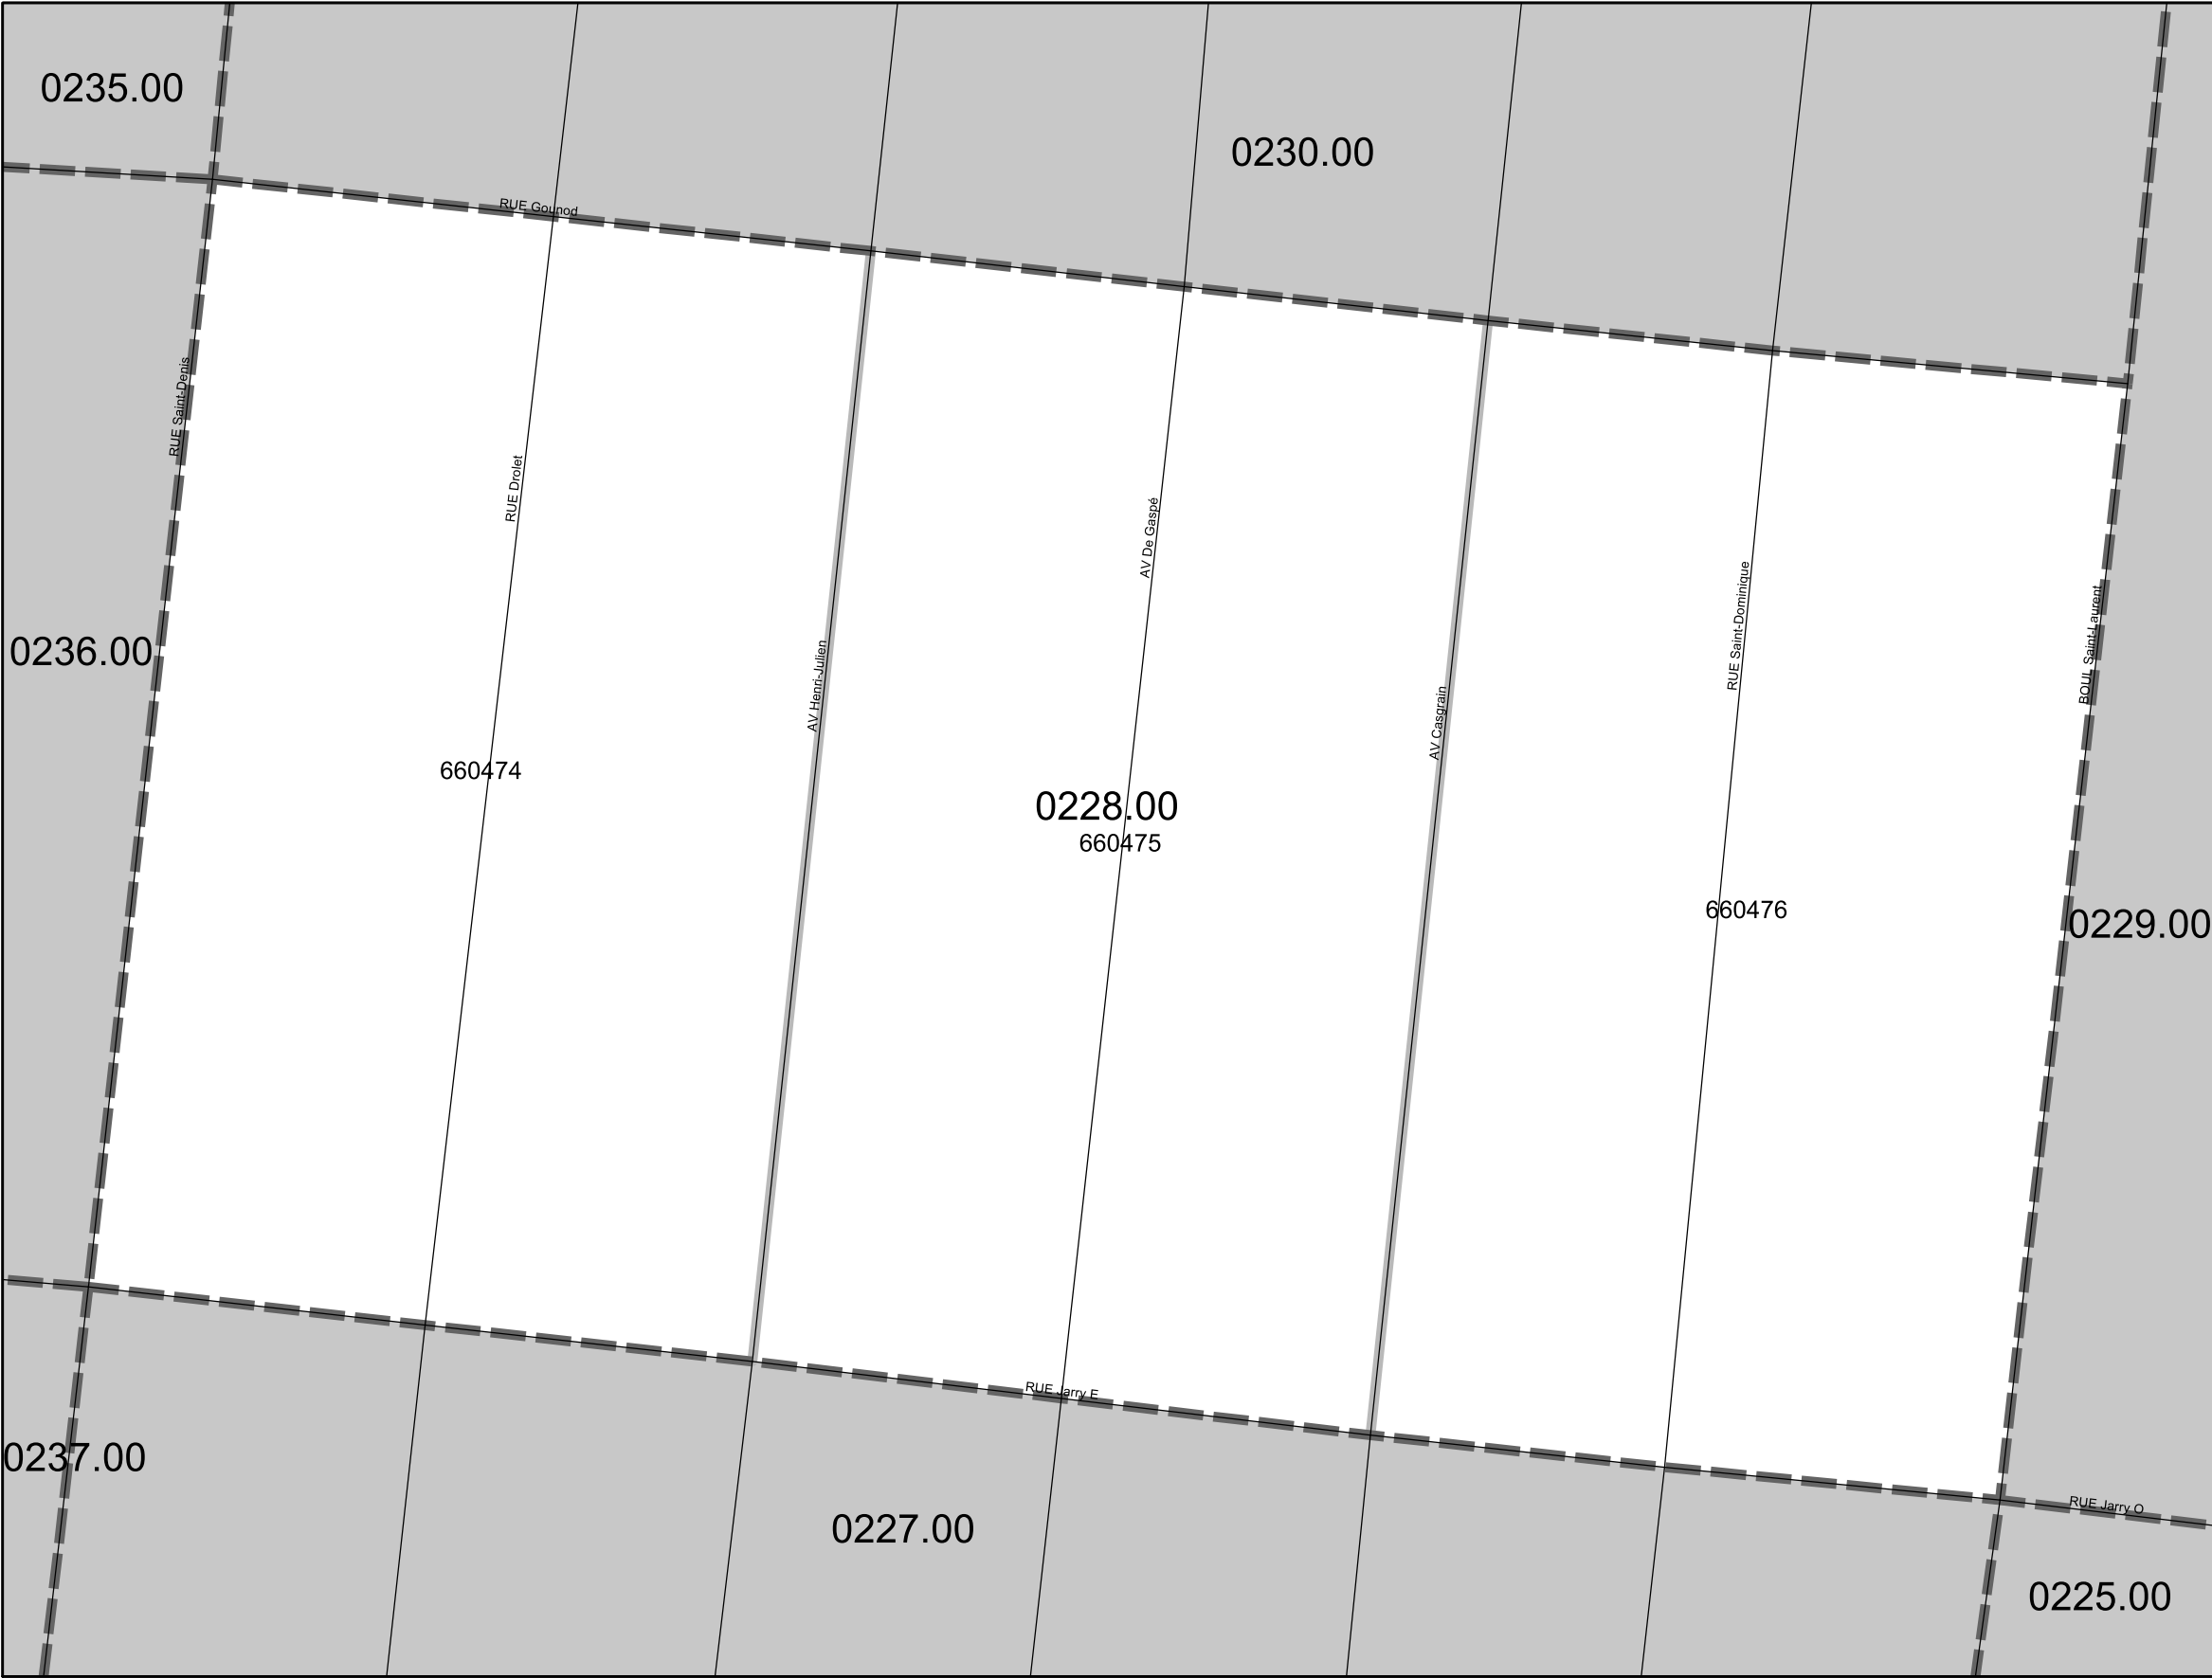 0235.00
0230.00
RUE Gounod
RUE Saint-Denis
RUE Drolet
AV De Gaspé
RUE Saint-Dominique
BOUL Saint-Laurent
0236.00
AV Henri-Julien
AV Casgrain
660474
0228.00
660475
660476
0229.00
RUE Jarry E
0237.00
RUE Jarry O
0227.00
0225.00